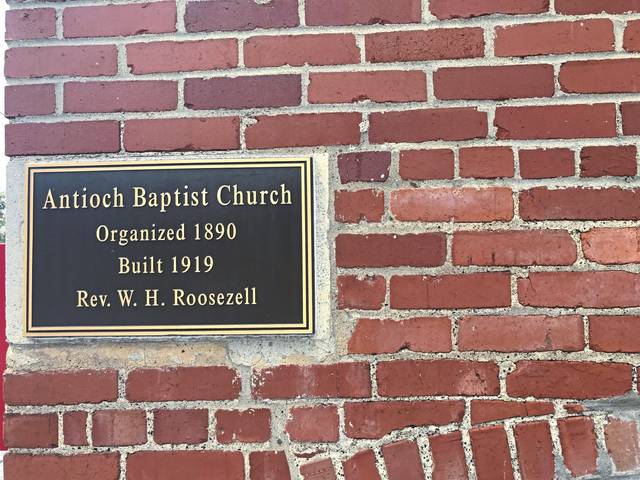 Antioch Baptist Church
Organized 1890
Built 1919
Rev. W. H. Roosezell